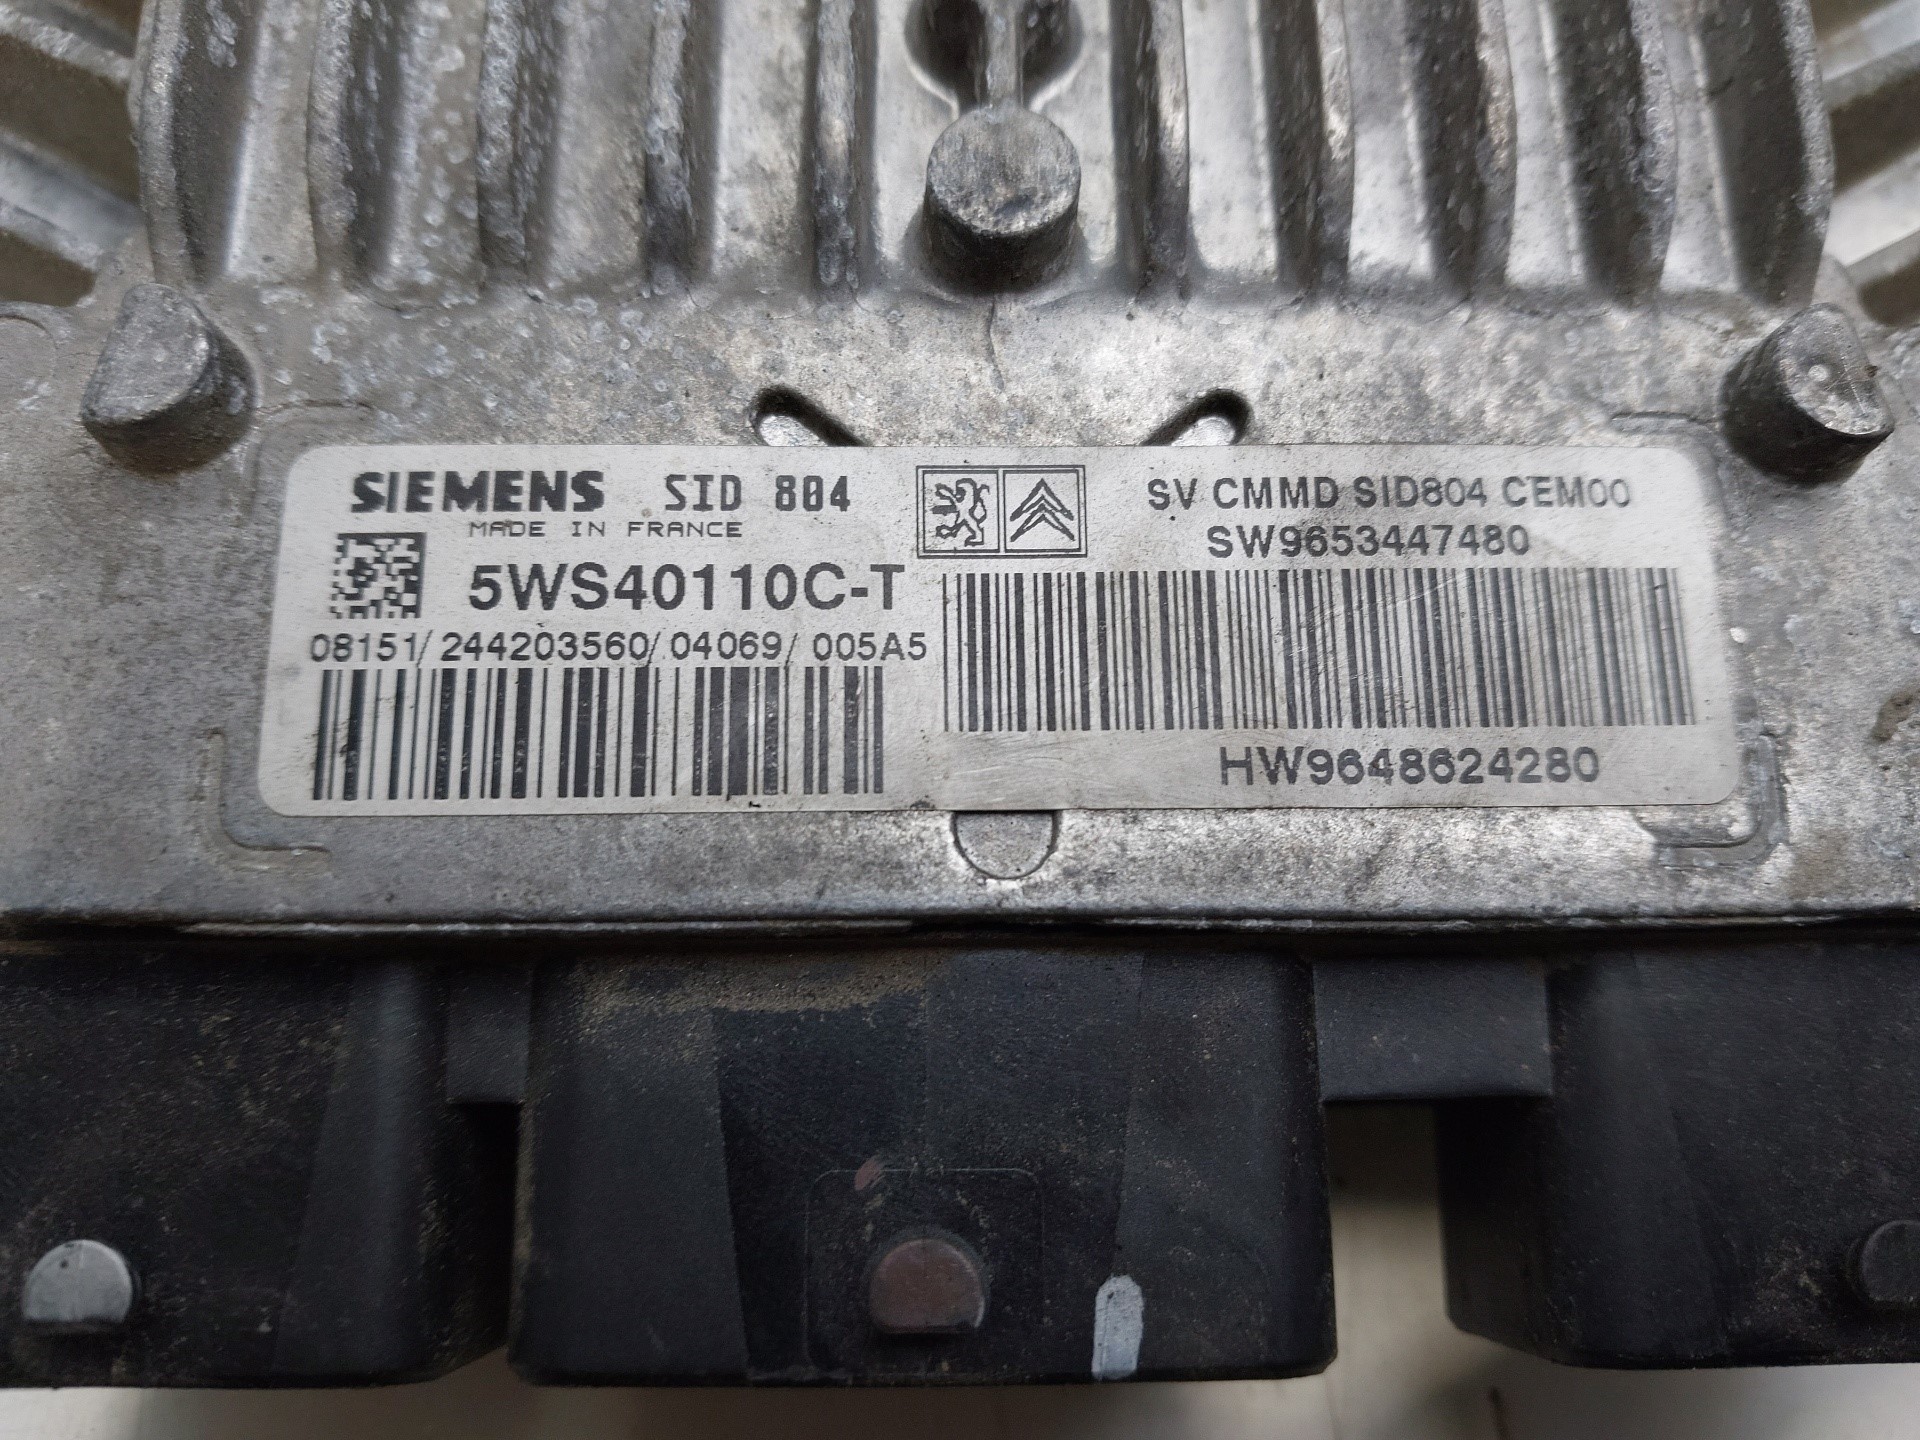 SIEMENS SID 804
MADE IN FRANCE
5WS40110C-T
08151/244203560/04069/005A5
SV CMMD SID804 CEM00
SW9653447480
HW9648624280